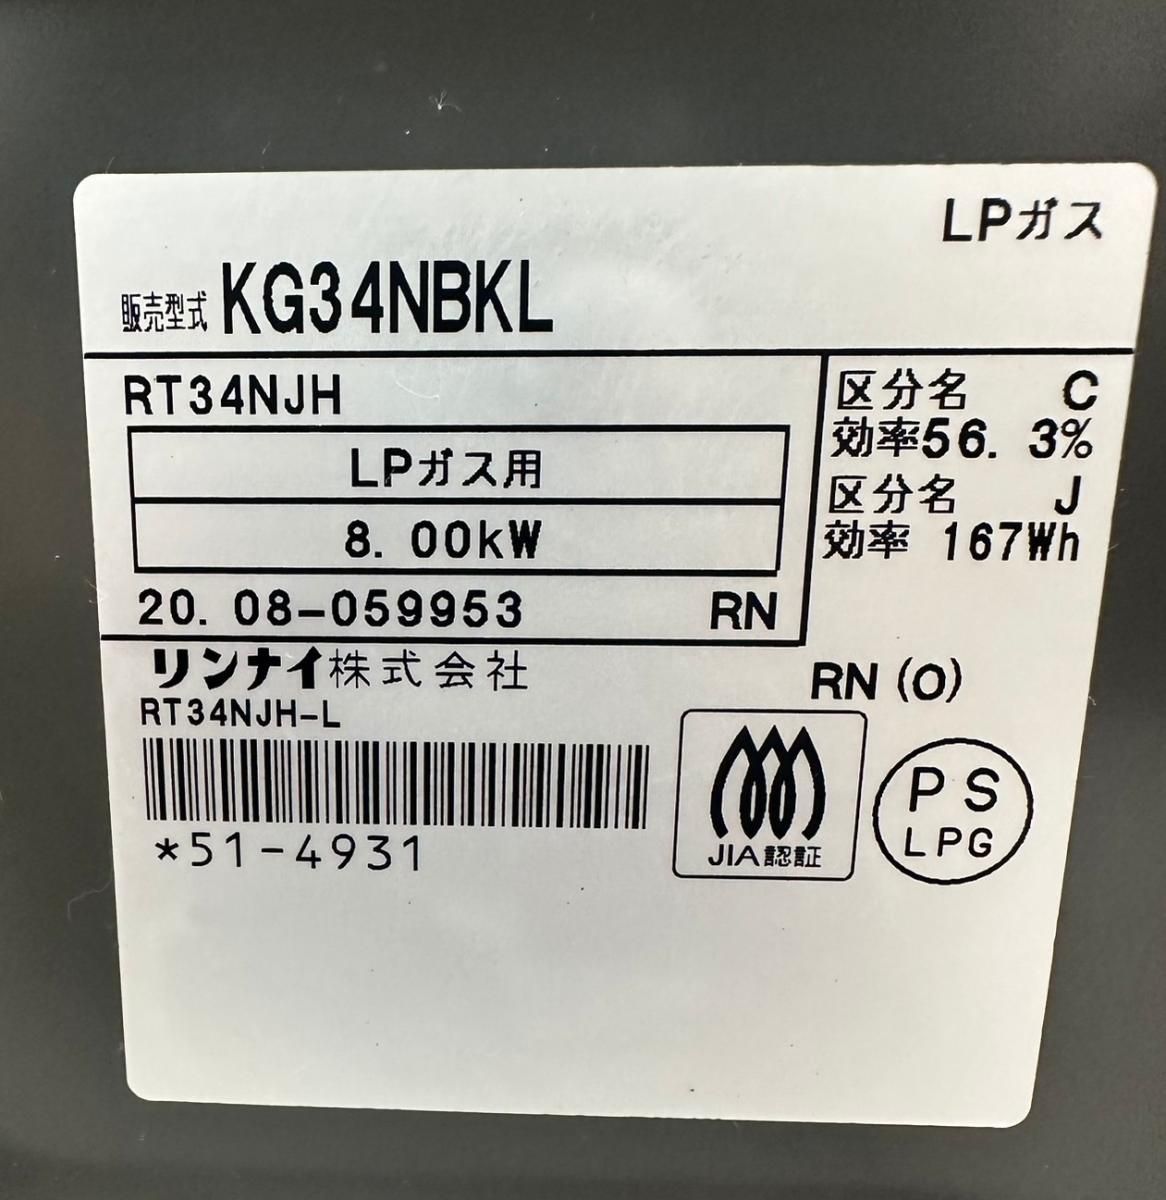 LPガス
販売型式 KG34NBKL
RT34NJH
LPガス用
8.00kW
20.08-059953 RN
区分名 C
効率56.3%
区分名 J
効率 167Wh
リンナイ株式会社
RN(O)
RT34NJH-L
*51-4931
JIA認証
PS
LPG